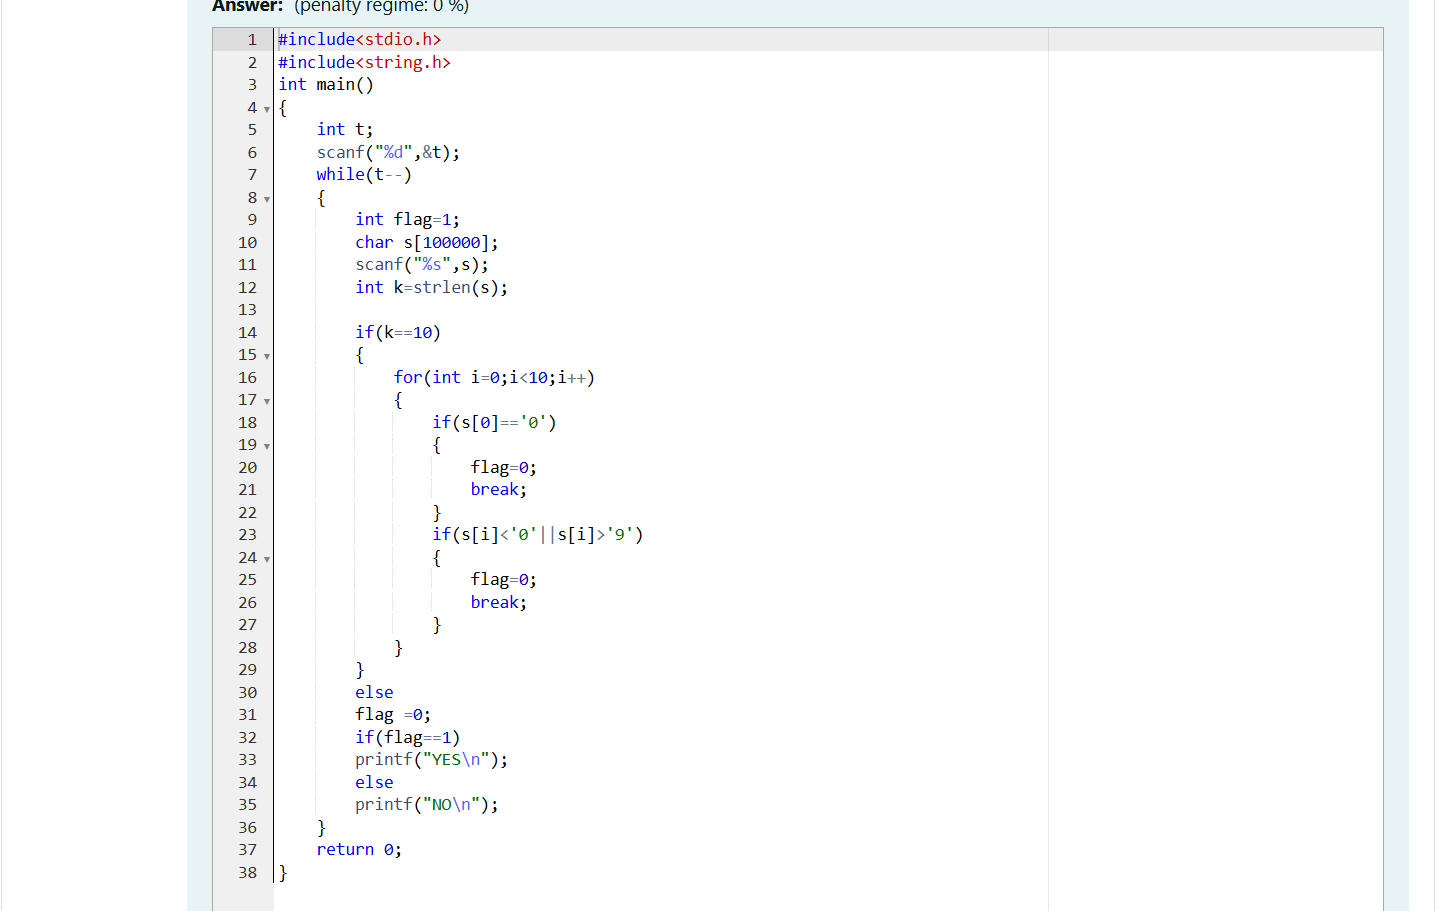 Answer: (penalty regime: 0 %)
1 #include<stdio.h>
2 #include<string.h>
3 int main()
4 {
5     int t;
6     scanf("%d",&t);
7     while(t--)
8     {
9         int flag=1;
10         char s[100000];
11         scanf("%s",s);
12         int k=strlen(s);
13
14         if(k==10)
15         {
16             for(int i=0;i<10;i++)
17             {
18                 if(s[0]=='0')
19                 {
20                     flag=0;
21                     break;
22                 }
23                 if(s[i]<'0'||s[i]>'9')
24                 {
25                     flag=0;
26                     break;
27                 }
28             }
29         }
30         else
31         flag =0;
32         if(flag==1)
33         printf("YES\n");
34         else
35         printf("NO\n");
36     }
37     return 0;
38 }